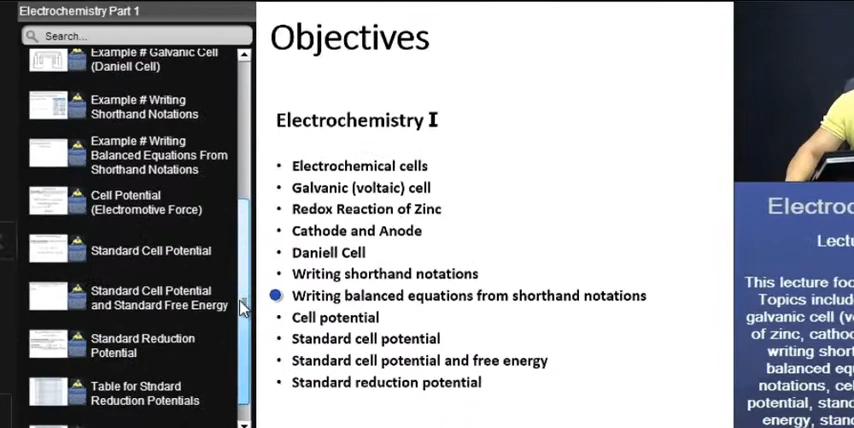 Electrochemistry Part 1
Search...
Example # Galvanic Cell
(Daniell Cell)
Example # Writing
Shorthand Notations
Example # Writing
Balanced Equations From
Shorthand Notations
Cell Potential
(Electromotive Force)
Standard Cell Potential
Standard Cell Potential
and Standard Free Energy
Standard Reduction
Potential
Table for Stndard
Reduction Potentials
Objectives
Electrochemistry I
• Electrochemical cells
• Galvanic (voltaic) cell
• Redox Reaction of Zinc
• Cathode and Anode
• Daniell Cell
• Writing shorthand notations
Writing balanced equations from shorthand notations
• Cell potential
• Standard cell potential
• Standard cell potential and free energy
• Standard reduction potential
Electroc
Lectu
This lecture foc
Topics include
galvanic cell (v
of zinc, cathod
writing short
balanced equ
notations, cel
potential, stand
energy, stand